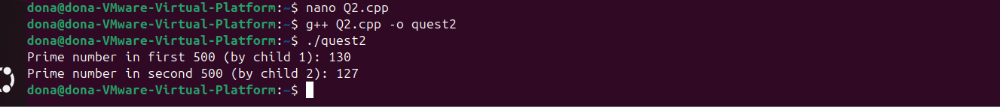 dona@dona-VMware-Virtual-Platform:~$ nano Q2.cpp
dona@dona-VMware-Virtual-Platform:~$ g++ Q2.cpp -o quest2
dona@dona-VMware-Virtual-Platform:~$ ./quest2
Prime number in first 500 (by child 1): 130
Prime number in second 500 (by child 2): 127
dona@dona-VMware-Virtual-Platform:~$